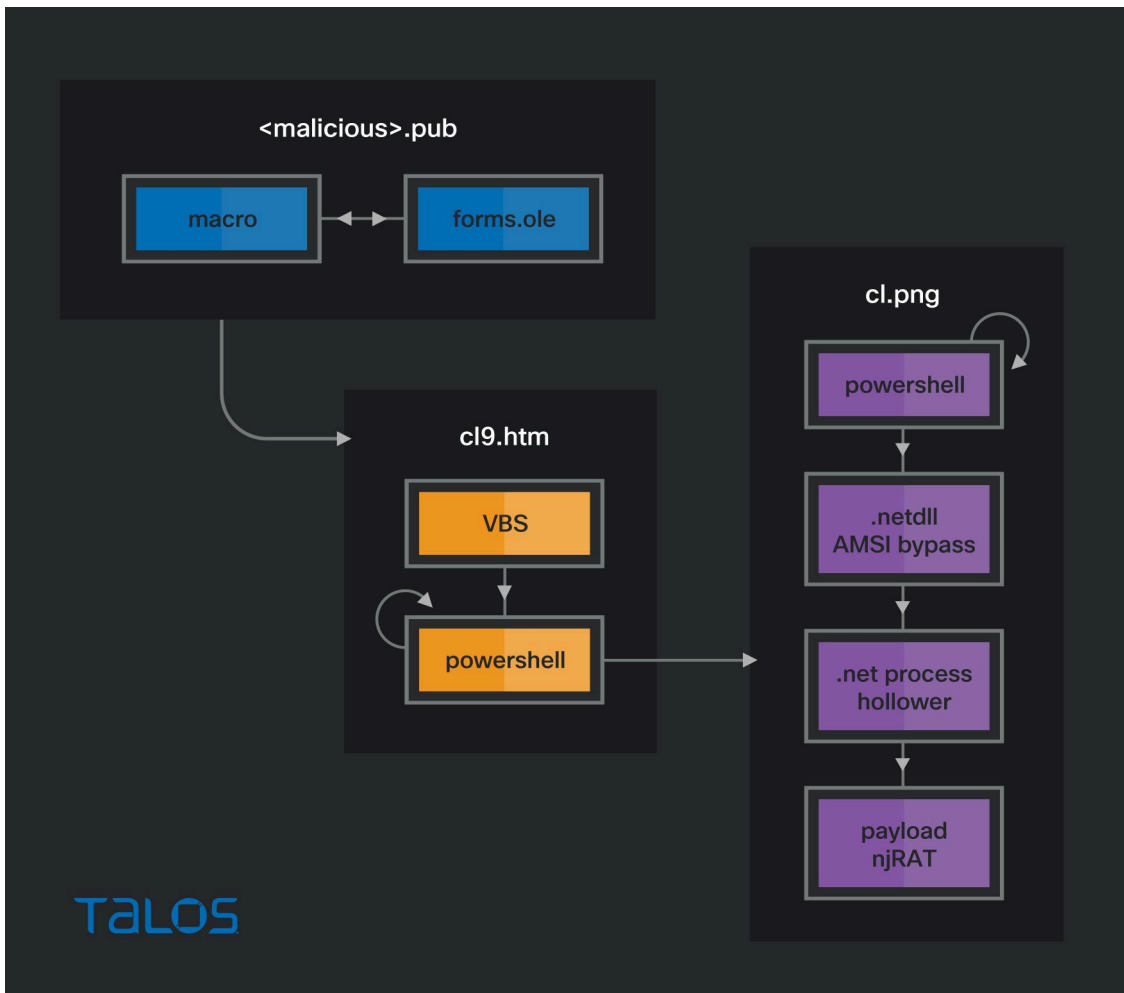 <malicious>.pub
macro
forms.ole
cl9.htm
VBS
powershell
cl.png
powershell
.netdll
AMSI bypass
.net process
hollower
payload
njRAT
TALOS